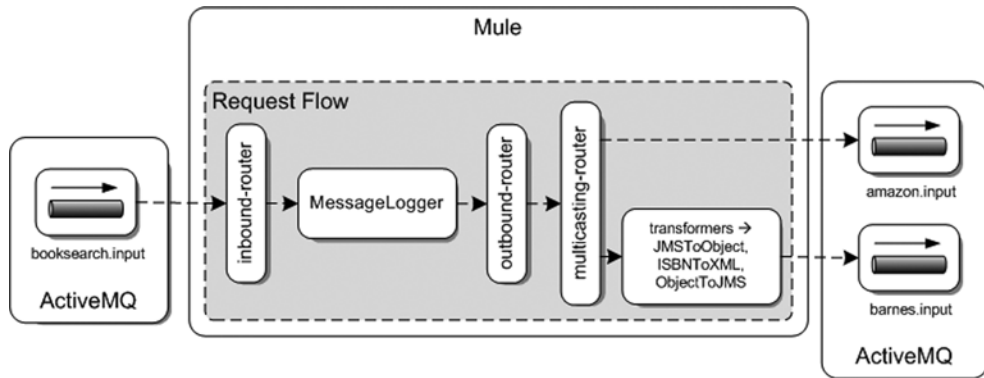 Mule
Request Flow
booksearch.input
ActiveMQ
inbound-router
MessageLogger
outbound-router
multicasting-router
transformers →
JMSToObject,
ISBNToXML,
ObjectToJMS
amazon.input
barnes.input
ActiveMQ